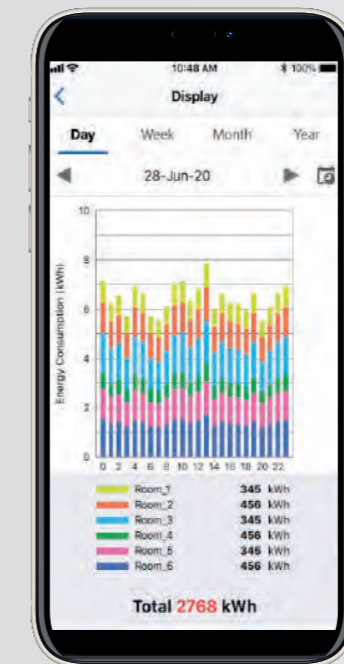 10:48 AM 100%
Display
Day Week Month Year
28-Jun-20
Energy Consumption (kWh)
10
8
6
4
2
0
0 2 4 6 8 10 12 14 16 18 20 22
Room_1 345 kWh
Room_2 456 kWh
Room_3 345 kWh
Room_4 456 kWh
Room_5 345 kWh
Room_6 456 kWh
Total 2768 kWh